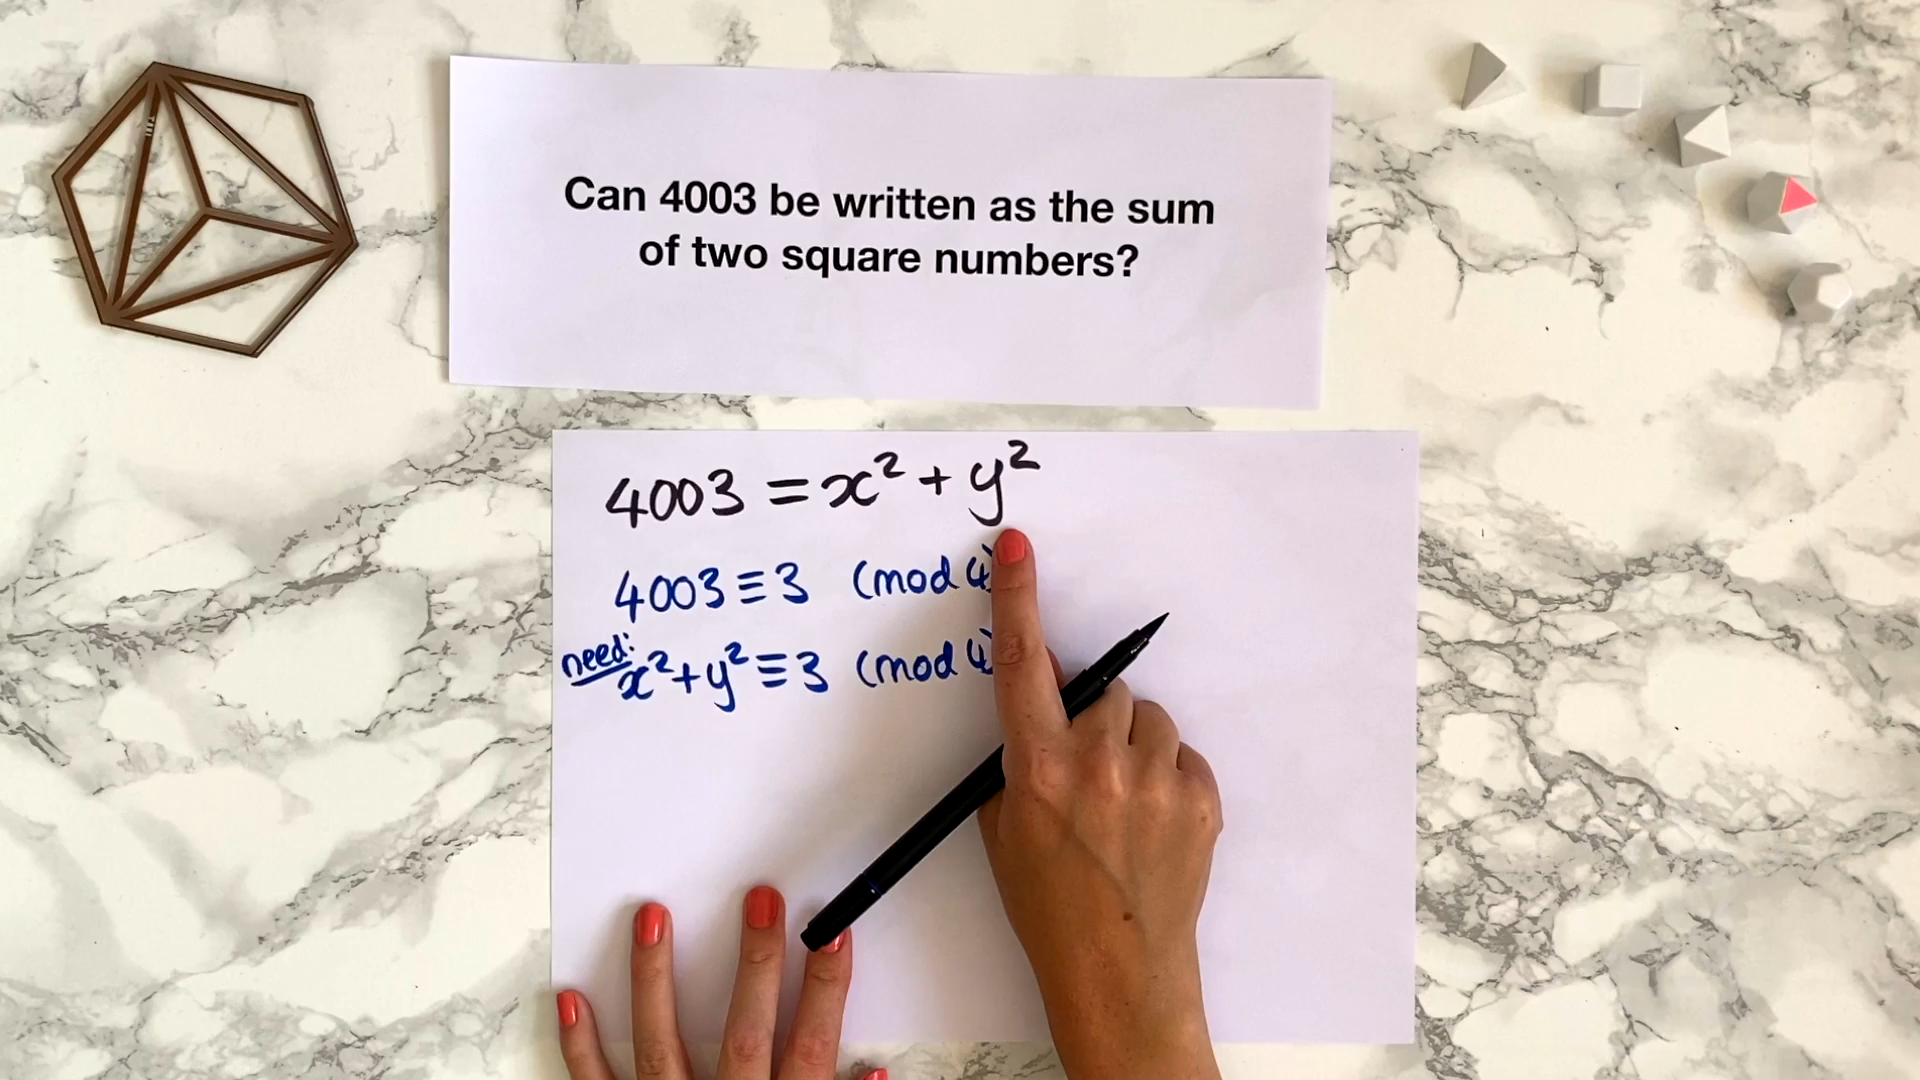 Can 4003 be written as the sum
of two square numbers?
4003 = x² + y²
4003 ≡ 3 (mod 4)
need: x² + y² ≡ 3 (mod 4)